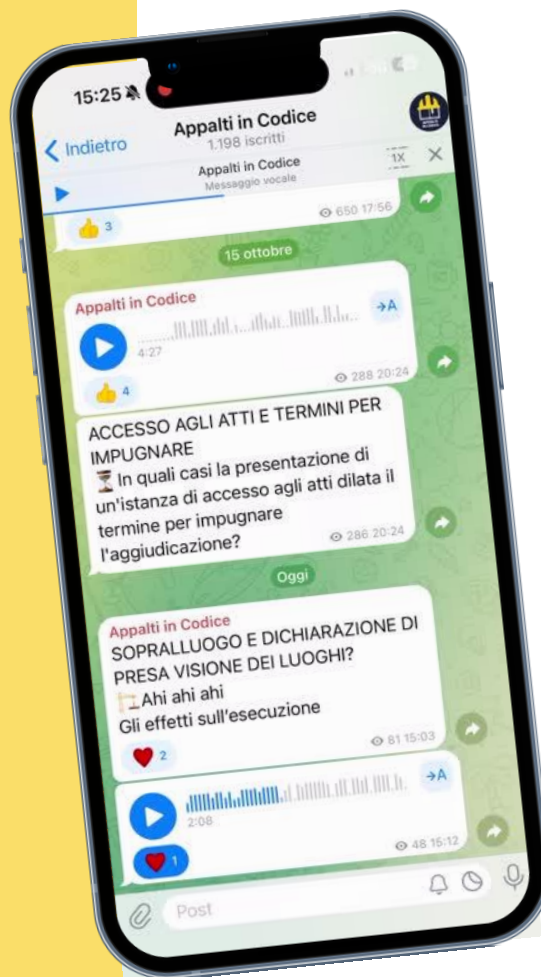 15:25
Indietro
Appalti in Codice
1.198 iscritti
Appalti in Codice
Messaggio vocale
1X
3
650 17:56
15 ottobre
Appalti in Codice
4:27
→A
4
288 20:24
ACCESSO AGLI ATTI E TERMINI PER
IMPUGNARE
In quali casi la presentazione di
un'istanza di accesso agli atti dilata il
termine per impugnare
l'aggiudicazione?
286 20:24
Oggi
Appalti in Codice
SOPRALLUOGO E DICHIARAZIONE DI
PRESA VISIONE DEI LUOGHI?
Ahi ahi ahi
Gli effetti sull'esecuzione
2
81 15:03
2:08
→A
1
48 15:12
Post